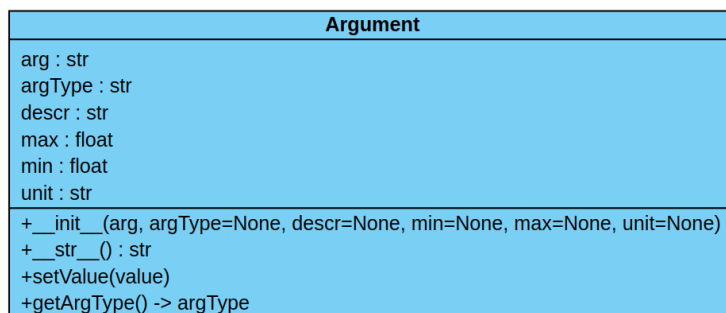 Argument
arg : str
argType : str
descr : str
max : float
min : float
unit : str
+__init__(arg, argType=None, descr=None, min=None, max=None, unit=None)
+__str__() : str
+setValue(value)
+getArgType() -> argType